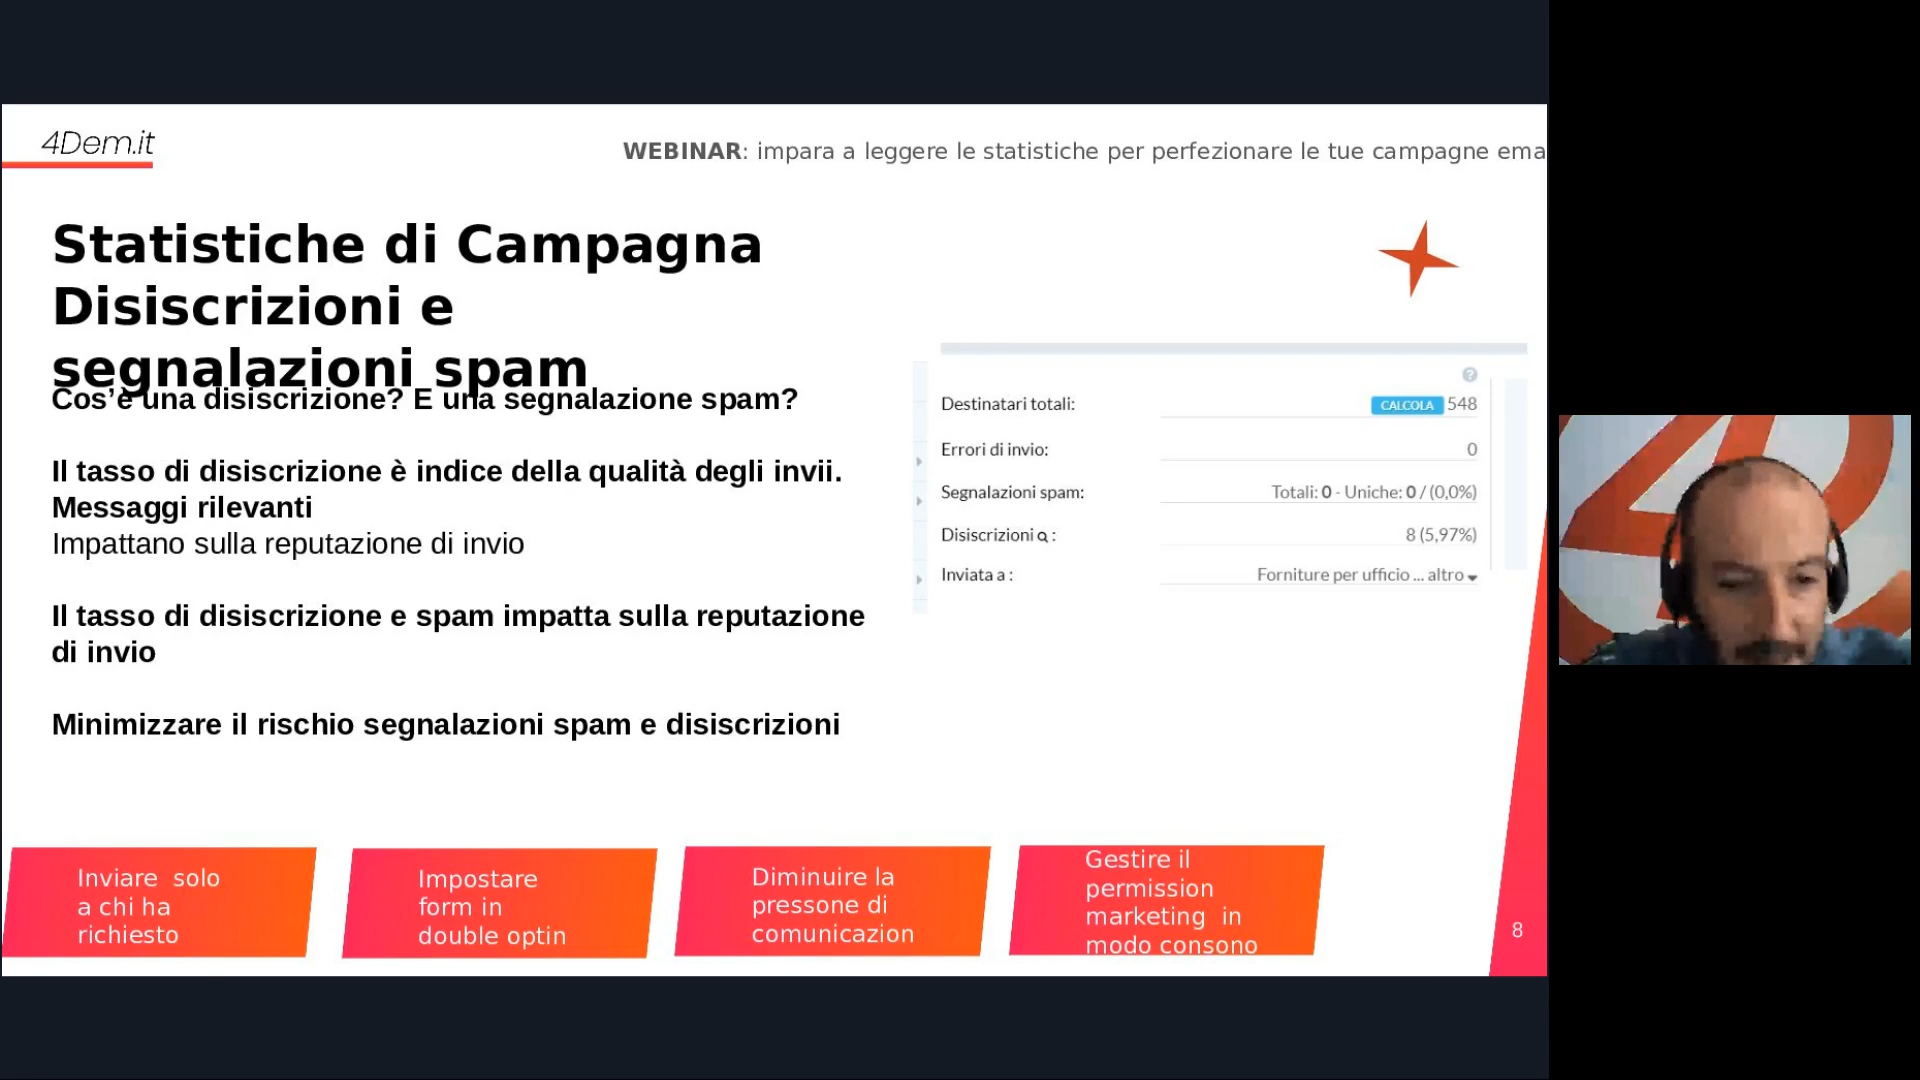 4Dem.it
WEBINAR: impara a leggere le statistiche per perfezionare le tue campagne ema
Statistiche di Campagna
Disiscrizioni e
segnalazioni spam
Cos’è una disiscrizione? E una segnalazione spam?
Il tasso di disiscrizione è indice della qualità degli invii.
Messaggi rilevanti
Impattano sulla reputazione di invio
Il tasso di disiscrizione e spam impatta sulla reputazione
di invio
Minimizzare il rischio segnalazioni spam e disiscrizioni
?
Destinatari totali: CALCOLA 548
Errori di invio: 0
Segnalazioni spam: Totali: 0 - Uniche: 0 / (0,0%)
Disiscrizioni : 8 (5,97%)
Inviata a : Forniture per ufficio ... altro
Inviare solo
a chi ha
richiesto
Impostare
form in
double optin
Diminuire la
pressone di
comunicazion
Gestire il
permission
marketing in
modo consono
8